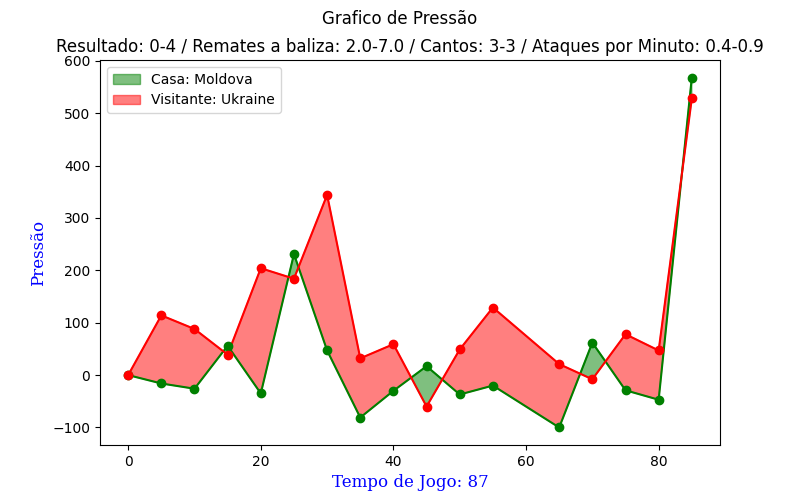 Grafico de Pressão
Resultado: 0-4 / Remates a baliza: 2.0-7.0 / Cantos: 3-3 / Ataques por Minuto: 0.4-0.9
Casa: Moldova
Visitante: Ukraine
Pressão
600
500
400
300
200
100
0
−100
0
20
40
60
80
Tempo de Jogo: 87